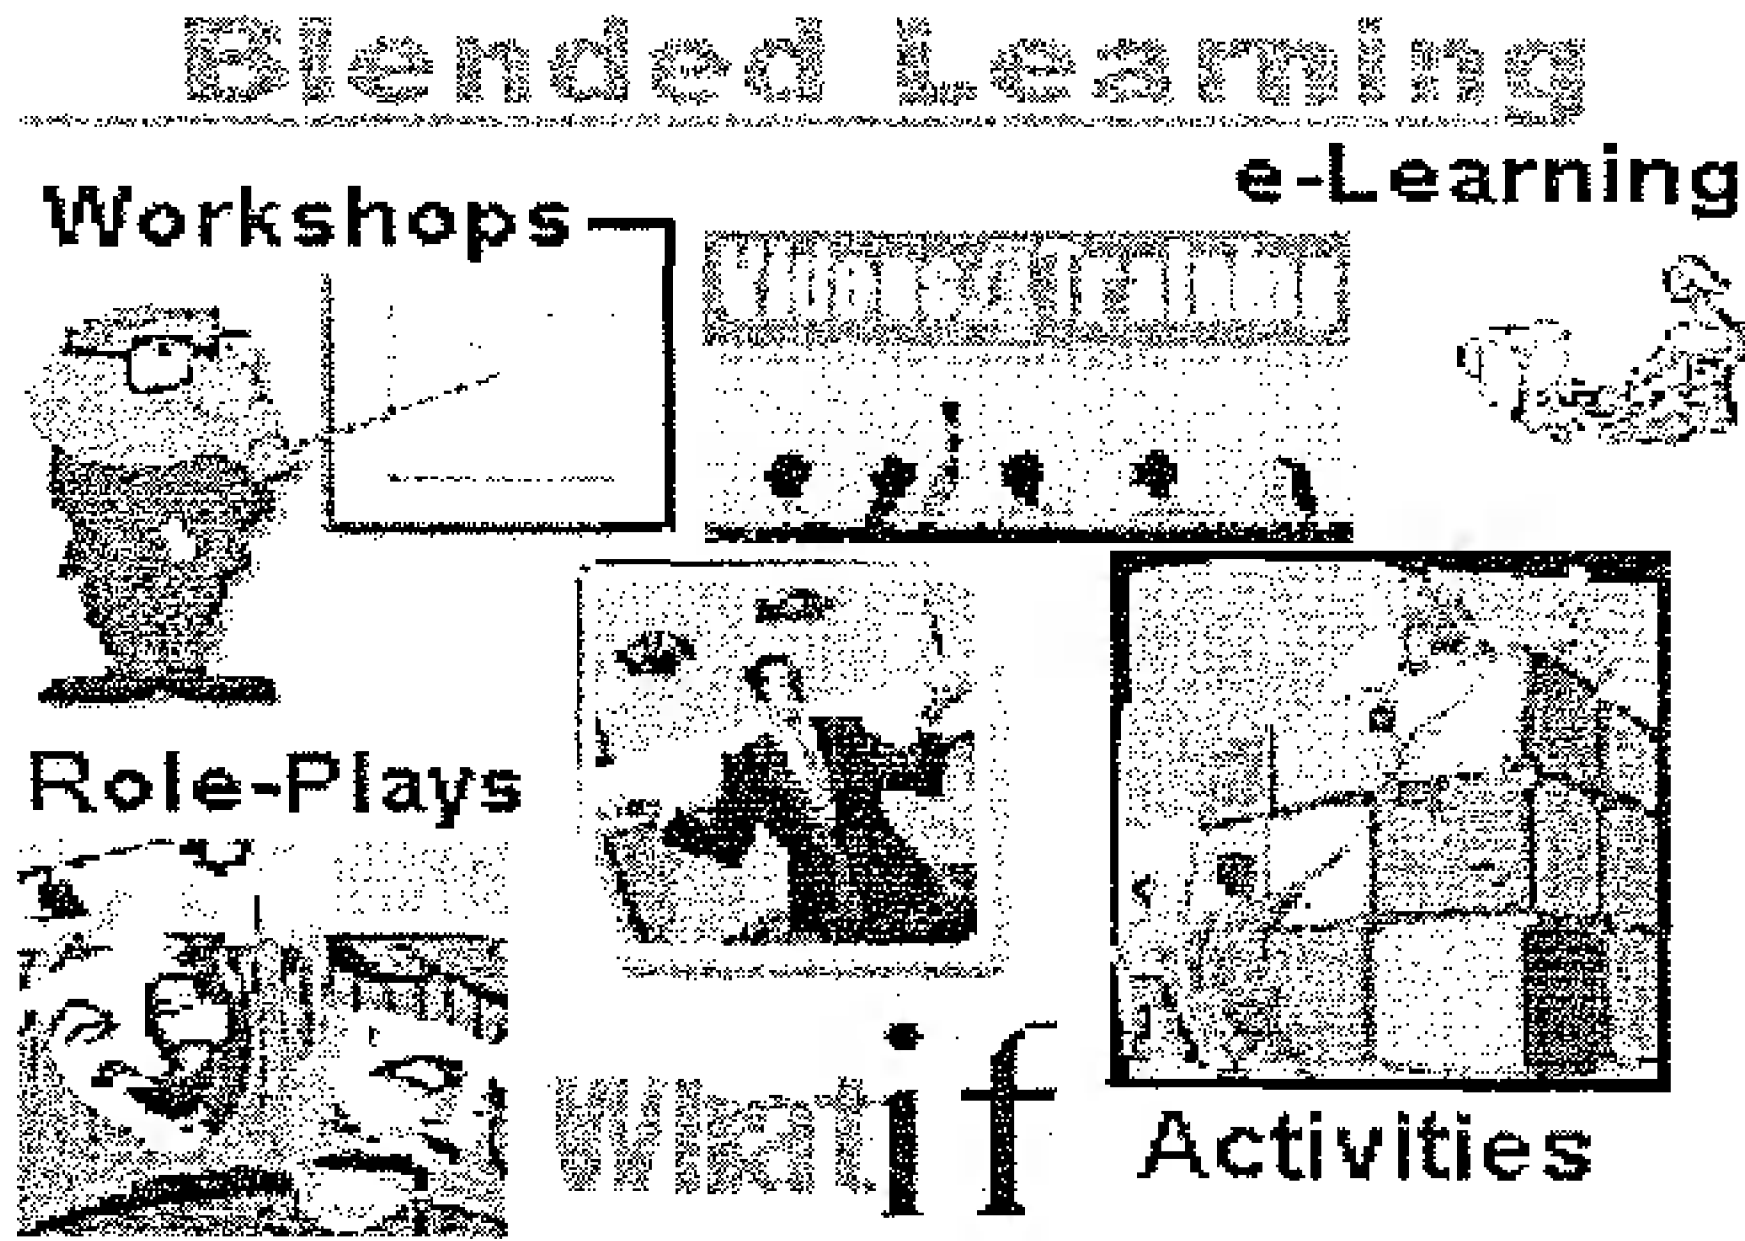 Blended Learning
e-Learning
Workshops
Role-Plays
What if
Activities